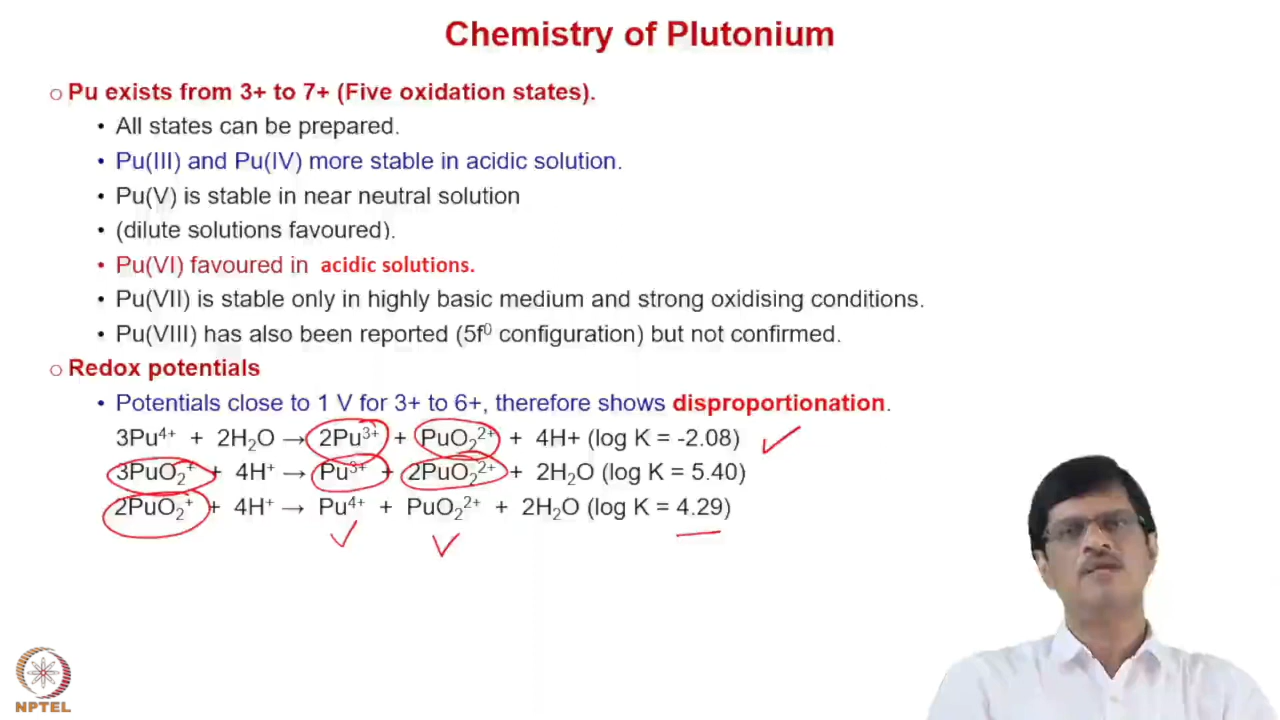 Chemistry of Plutonium
○ Pu exists from 3+ to 7+ (Five oxidation states).
• All states can be prepared.
• Pu(III) and Pu(IV) more stable in acidic solution.
• Pu(V) is stable in near neutral solution
• (dilute solutions favoured).
• Pu(VI) favoured in acidic solutions.
• Pu(VII) is stable only in highly basic medium and strong oxidising conditions.
• Pu(VIII) has also been reported (5f⁰ configuration) but not confirmed.
○ Redox potentials
• Potentials close to 1 V for 3+ to 6+, therefore shows disproportionation.
3Pu⁴⁺ + 2H₂O → 2Pu³⁺ + PuO₂²⁺ + 4H+ (log K = -2.08)
3PuO₂⁺ + 4H⁺ → Pu³⁺ + 2PuO₂²⁺ + 2H₂O (log K = 5.40)
2PuO₂⁺ + 4H⁺ → Pu⁴⁺ + PuO₂²⁺ + 2H₂O (log K = 4.29)
NPTEL